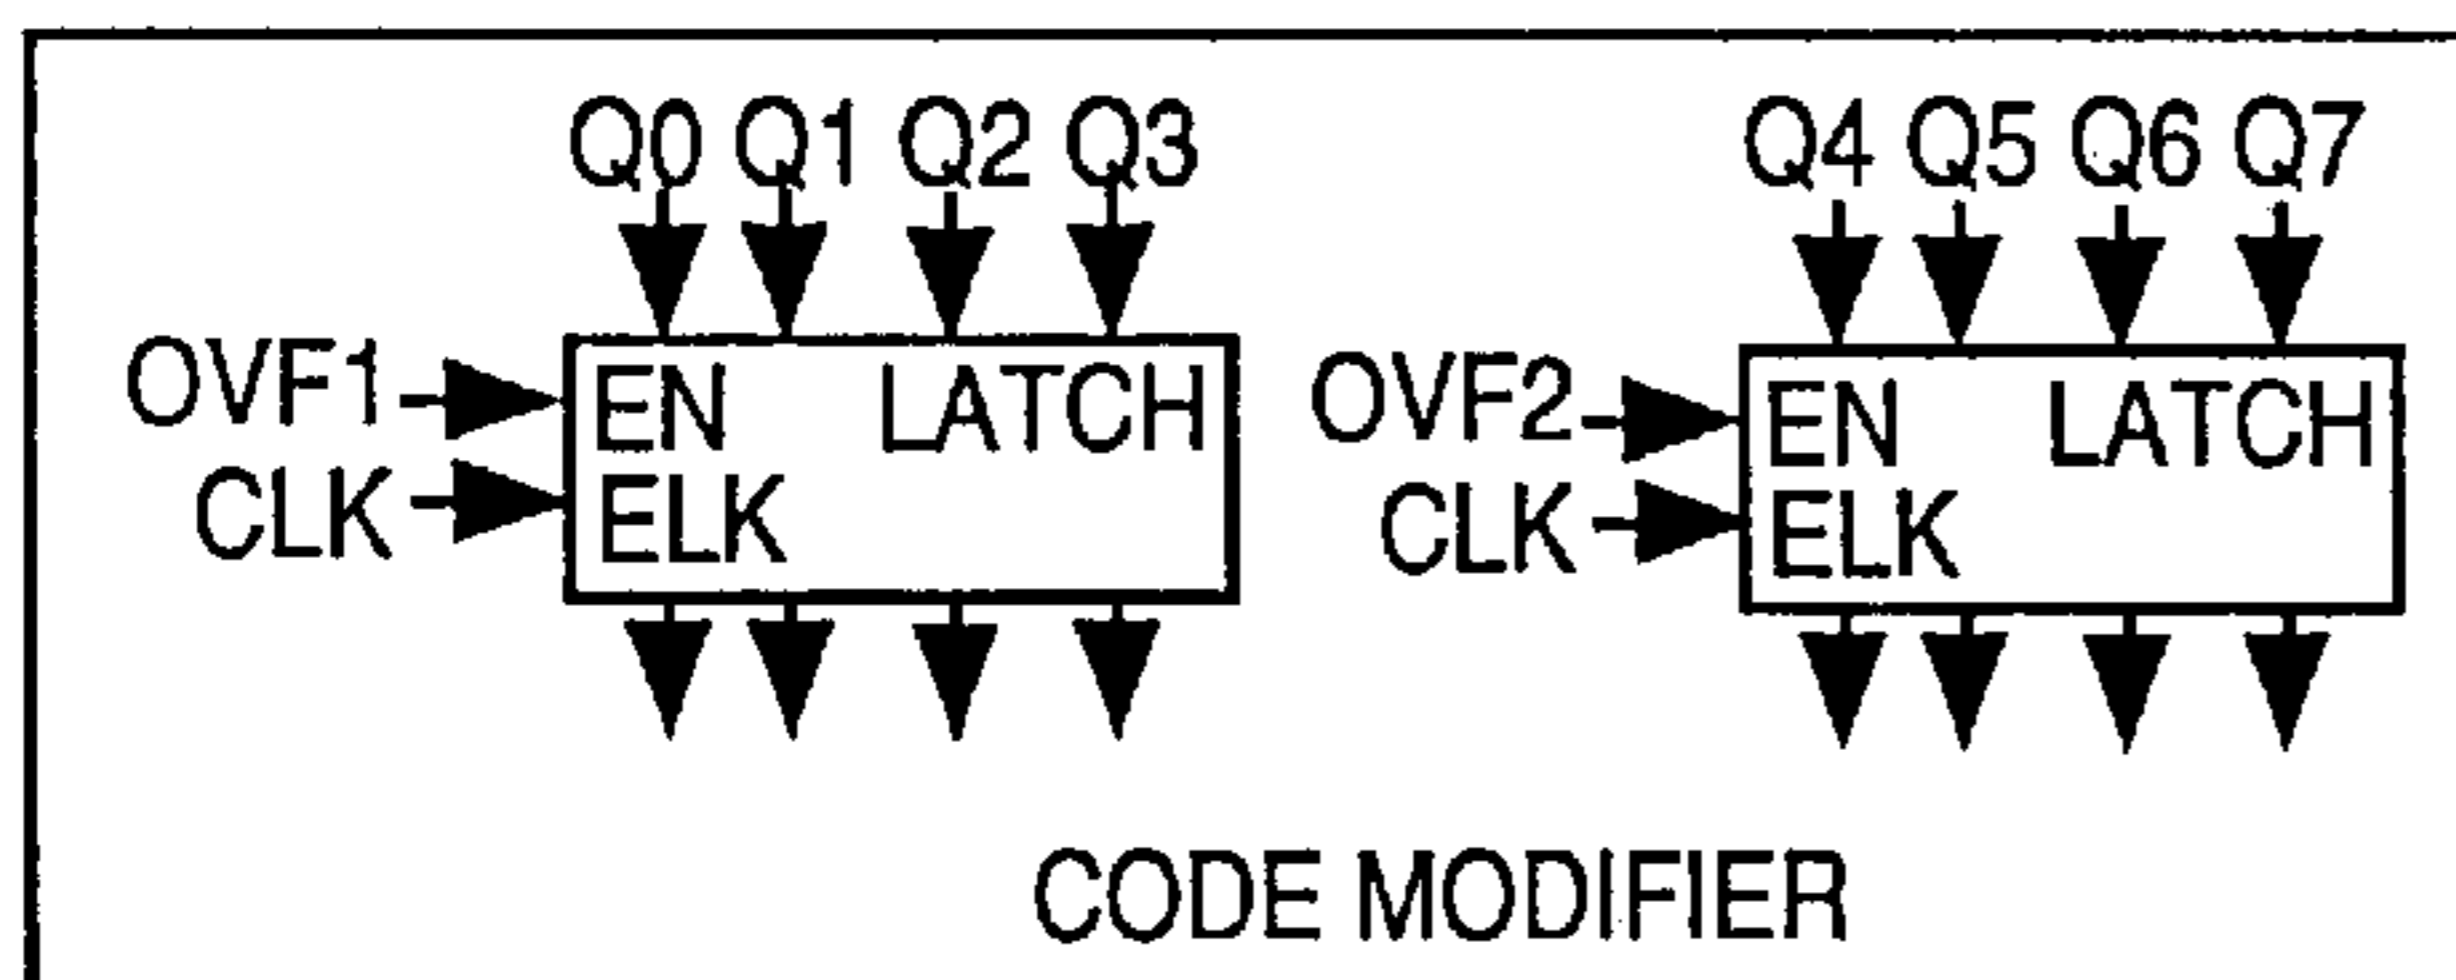 Q0 Q1 Q2 Q3 Q4 Q5 Q6 Q7
OVF1 EN LATCH OVF2 EN LATCH
CLK ELK CLK ELK
CODE MODIFIER